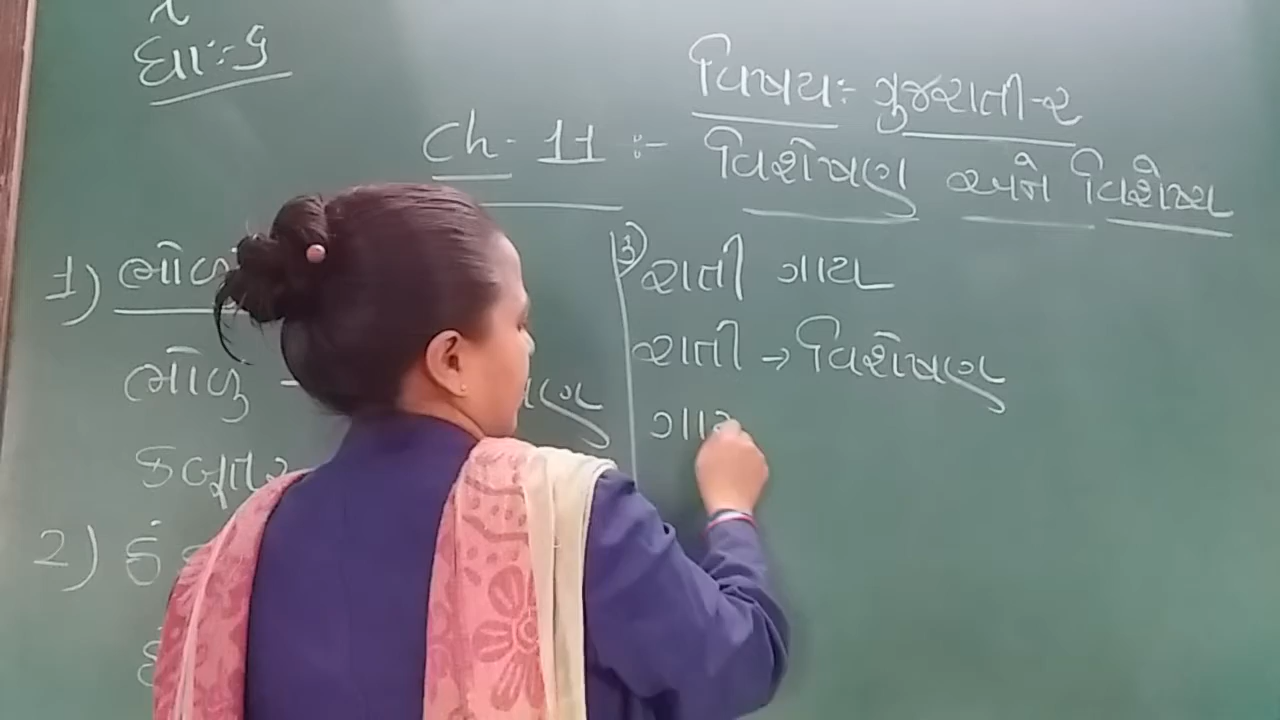 ધો :- ૬
વિષય :- ગુજરાતી-૨
Ch - 11 :- વિશેષણ અને વિશેષ્ય
1) ભોળું
ભોળું -
કબૂતર
2)
૩) રાતી ગાય
રાતી → વિશેષણ
ગાય